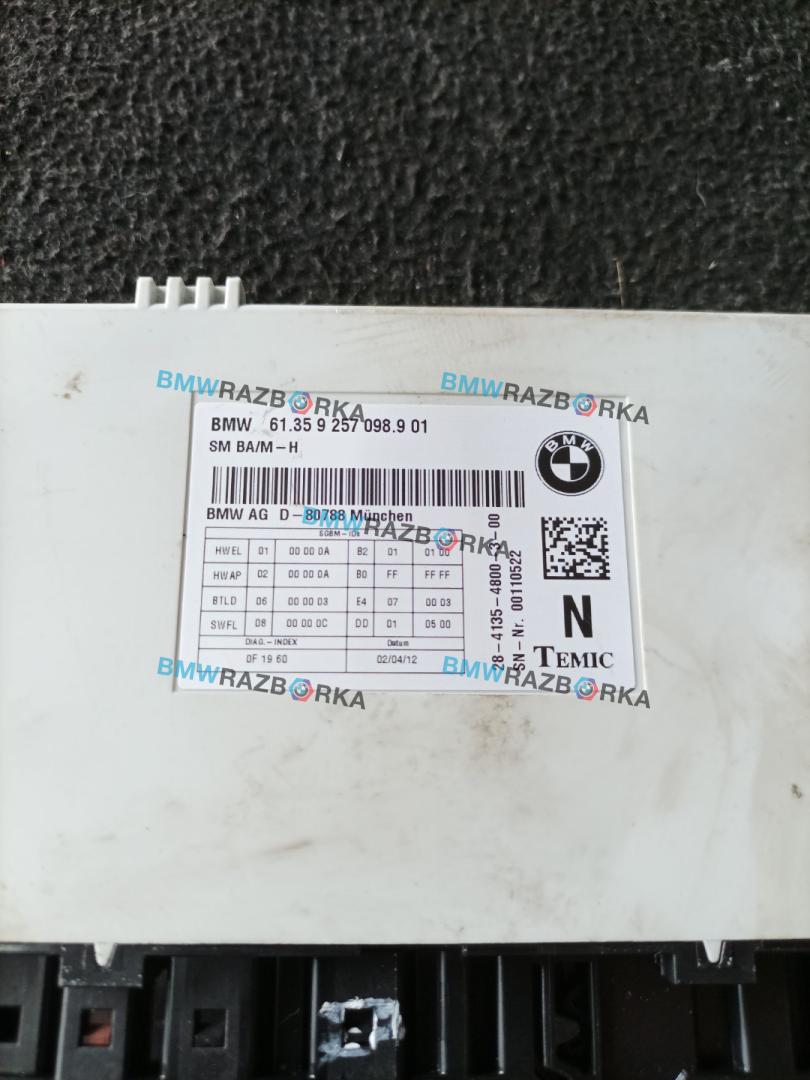 BMWRAZBORKA
BMWRAZBORKA
BMW 61.35 9 257 098.9 01
SM BA/M-H
BMW
BMW AG D-80788 München
BMWRAZBORKA
SGBM-IDs
HWEL 01 00 00 0A B2 01 01 00
HWAP 02 00 00 0A B0 FF FF FF
BTLD 06 00 00 03 E4 07 00 03
SWFL 08 00 00 0C DD 01 05 00
DIAG.-INDEX Datum
0F 19 60 02/04/12
28-4135-4800-33-00
SN-Nr. 00110522
N
TEMIC
BMWRAZBORKA
BMWRAZBORKA